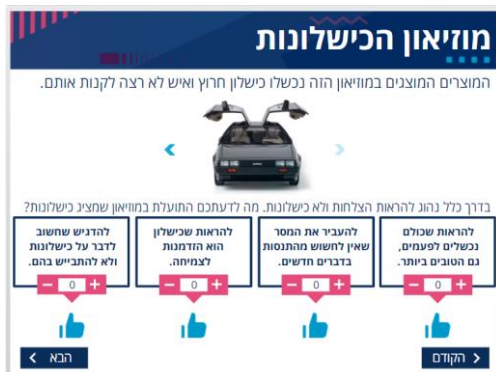 מוזיאון הכישלונות
המוצרים המוצגים במוזיאון הזה נכשלו כישלון חרוץ ואיש לא רצה לקנות אותם.
בדרך כלל נהוג להראות הצלחות ולא כישלונות. מה לדעתכם התועלת במוזיאון שמציג כישלונות?
להראות שכולם
נכשלים לפעמים,
גם הטובים ביותר.
להעביר את המסר
שאין לחשוש מהתנסות
בדברים חדשים.
להראות שכישלון
הוא הזדמנות
לצמיחה.
להדגיש שחשוב
לדבר על כישלונות
ולא להתבייש בהם.
+ 0 −
+ 0 −
+ 0 −
+ 0 −
הקודם
הבא